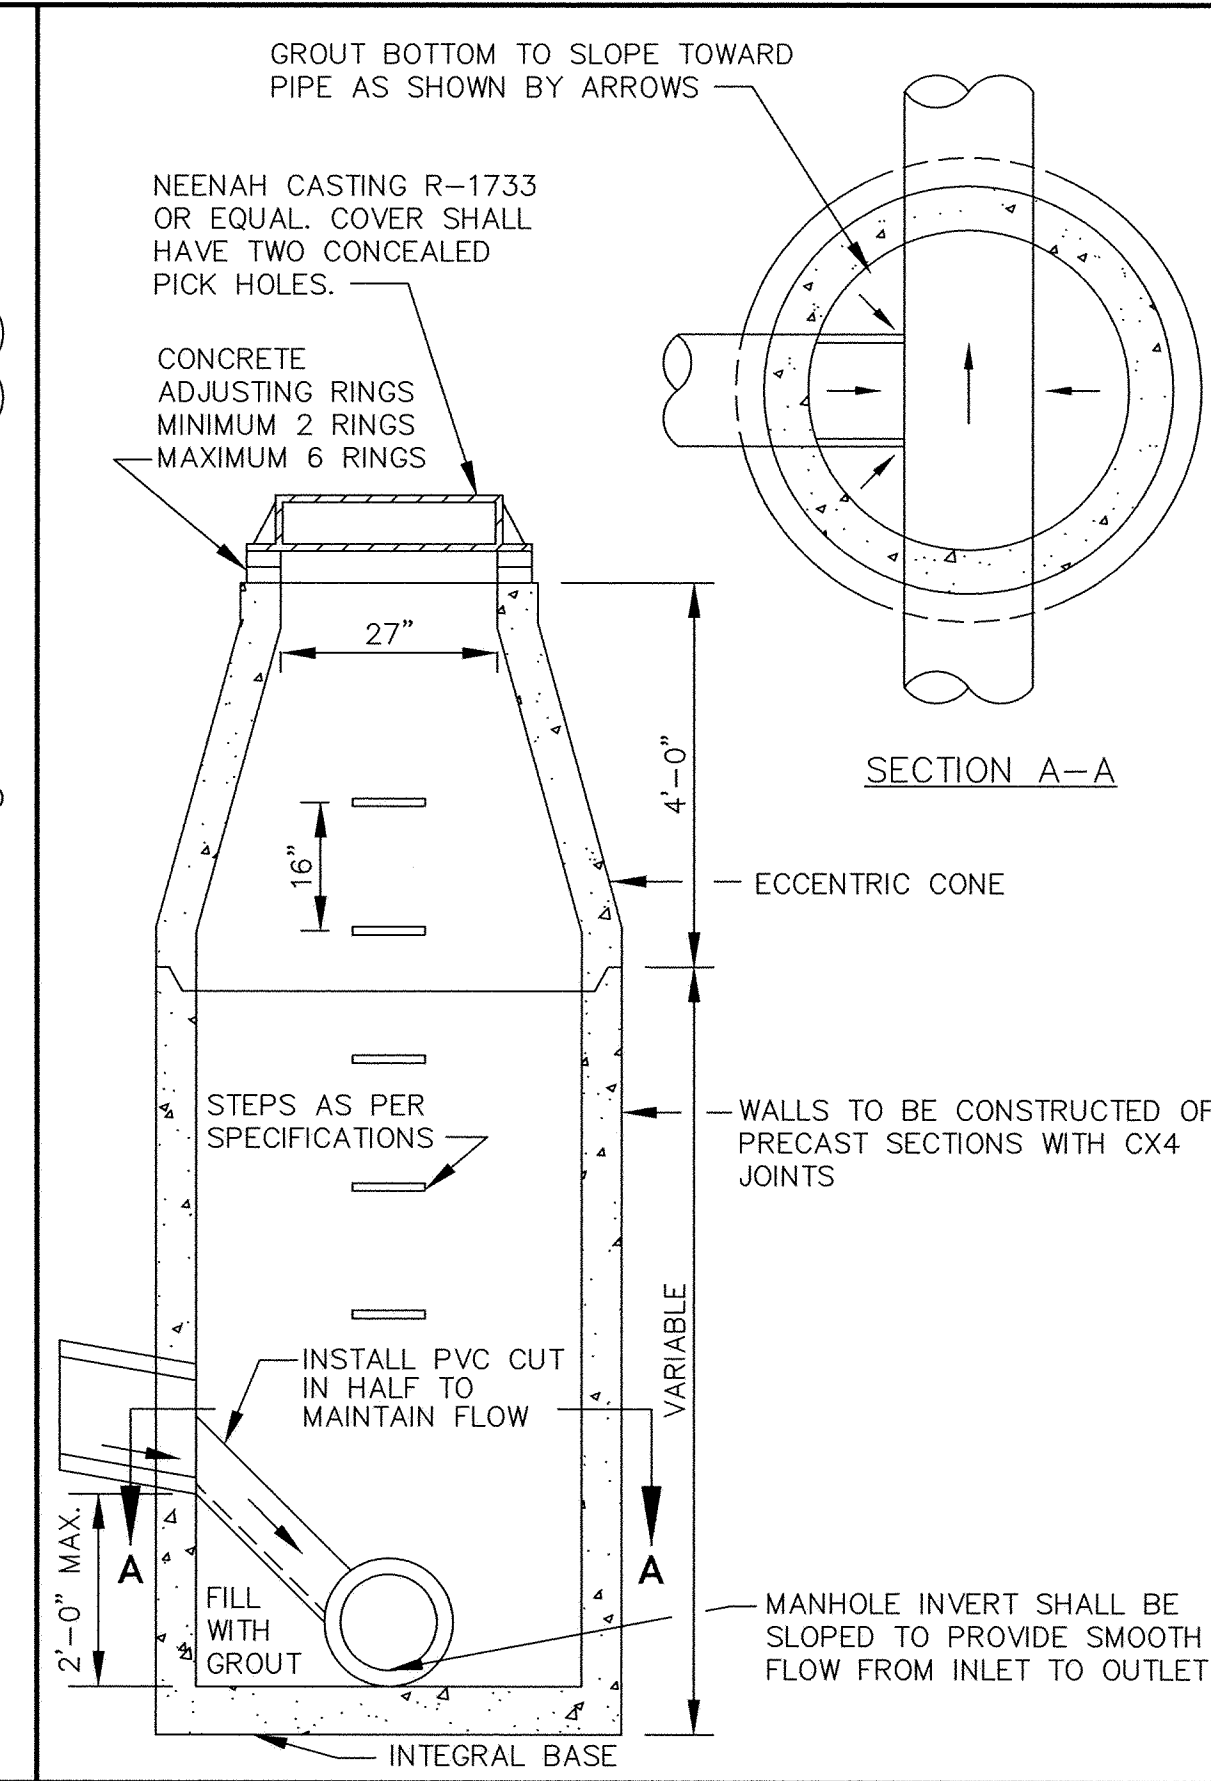 GROUT BOTTOM TO SLOPE TOWARD
PIPE AS SHOWN BY ARROWS
NEENAH CASTING R-1733
OR EQUAL. COVER SHALL
HAVE TWO CONCEALED
PICK HOLES.
CONCRETE
ADJUSTING RINGS
MINIMUM 2 RINGS
MAXIMUM 6 RINGS
27"
4'-0"
SECTION A-A
16"
ECCENTRIC CONE
STEPS AS PER
SPECIFICATIONS
WALLS TO BE CONSTRUCTED OF
PRECAST SECTIONS WITH CX4
JOINTS
VARIABLE
INSTALL PVC CUT
IN HALF TO
MAINTAIN FLOW
2'-0" MAX.
A
A
FILL
WITH
GROUT
MANHOLE INVERT SHALL BE
SLOPED TO PROVIDE SMOOTH
FLOW FROM INLET TO OUTLET
INTEGRAL BASE